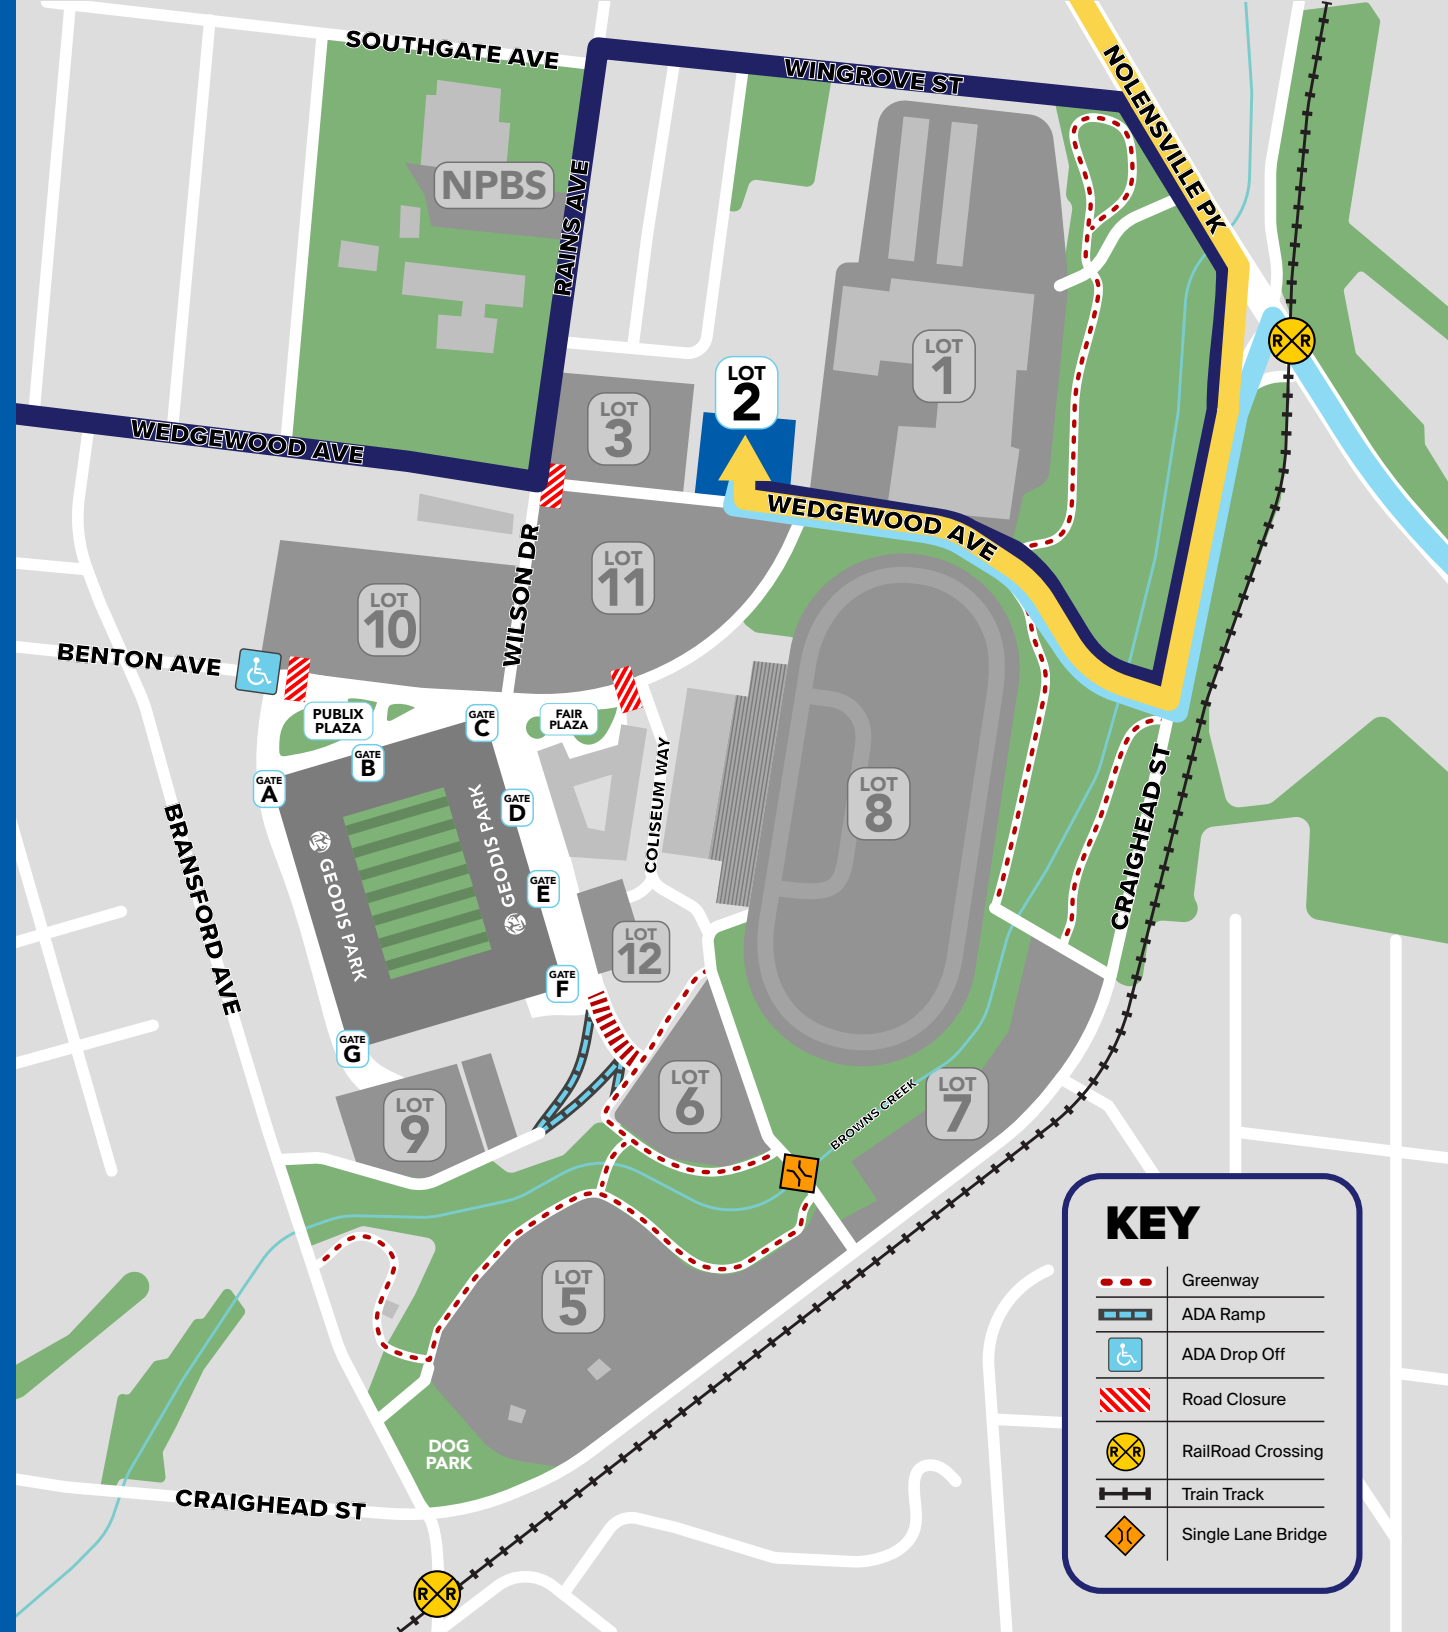 SOUTHGATE AVE
WINGROVE ST
NOLENSVILLE PK
NPBS
RAINS AVE
R R
LOT
1
LOT
2
LOT
3
WEDGEWOOD AVE
WEDGEWOOD AVE
WILSON DR
LOT
11
LOT
10
BENTON AVE
PUBLIX
PLAZA
GATE
C
FAIR
PLAZA
GATE
B
GATE
A
GATE
D
COLISEUM WAY
LOT
8
CRAIGHEAD ST
GEODIS PARK
GEODIS PARK
BRANSFORD AVE
GATE
E
LOT
12
GATE
F
GATE
G
LOT
6
LOT
7
LOT
9
BROWNS CREEK
LOT
5
DOG
PARK
CRAIGHEAD ST
R R
KEY
Greenway
ADA Ramp
ADA Drop Off
Road Closure
R R
RailRoad Crossing
Train Track
Single Lane Bridge